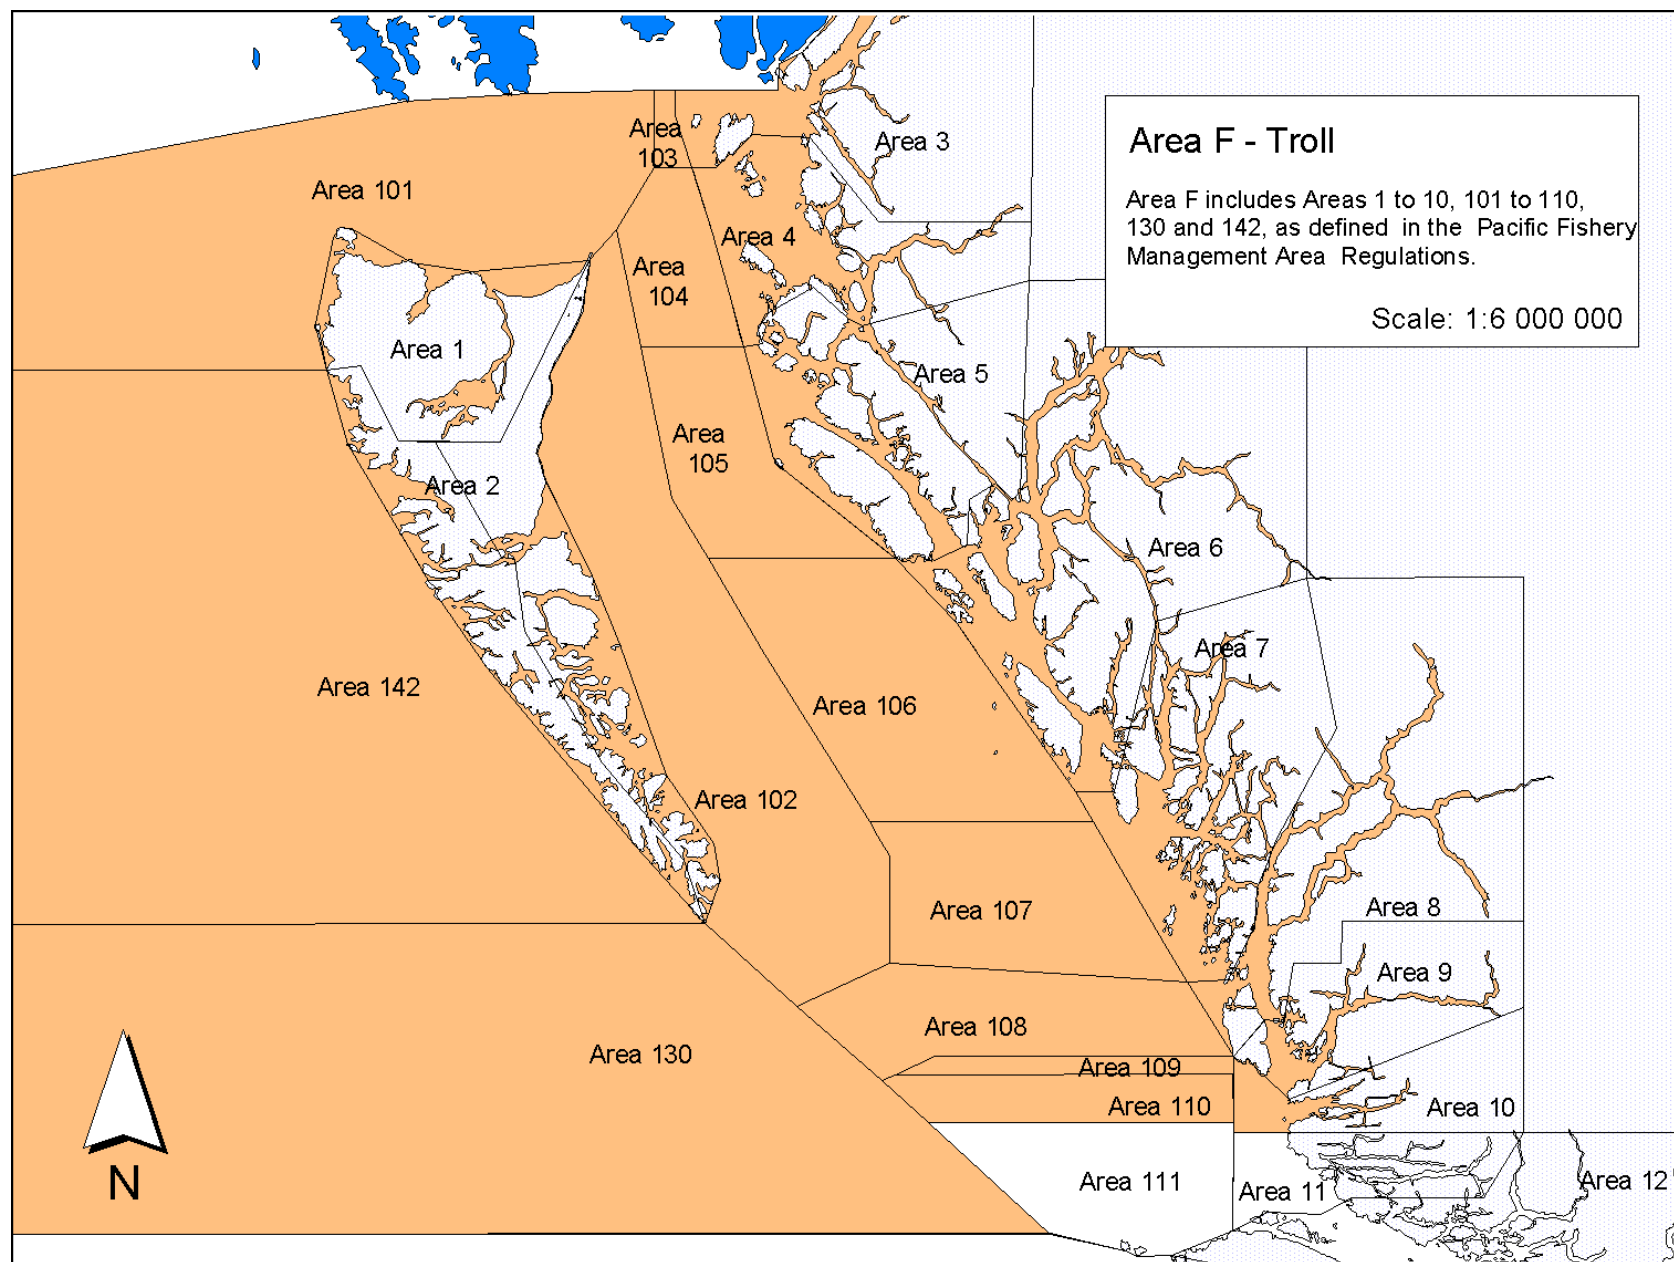 Area F - Troll
Area F includes Areas 1 to 10, 101 to 110,
130 and 142, as defined in the Pacific Fishery
Management Area Regulations.
Scale: 1:6 000 000
Area
103
Area 3
Area 101
Area 4
Area
104
Area 1
Area 5
Area
105
Area 2
Area 6
Area 7
Area 142
Area 106
Area 102
Area 107
Area 8
Area 9
Area 108
Area 130
Area 109
Area 110
Area 10
Area 111
Area 11
Area 12
N